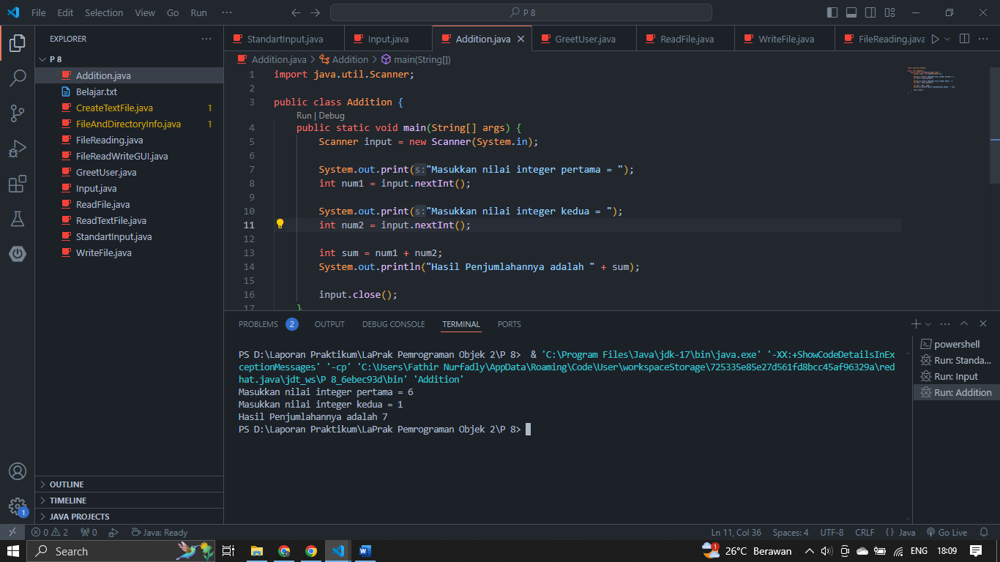 File Edit Selection View Go Run ··· P 8
EXPLORER ···
P 8
Addition.java
Belajar.txt
CreateTextFile.java 1
FileAndDirectoryInfo.java 1
FileReading.java
FileReadWriteGUI.java
GreetUser.java
Input.java
ReadFile.java
ReadTextFile.java
StandartInput.java
WriteFile.java
OUTLINE
TIMELINE
JAVA PROJECTS
1
StandartInput.java Input.java Addition.java GreetUser.java ReadFile.java WriteFile.java FileReading.java ···
Addition.java > Addition > main(String[])
1 import java.util.Scanner;
2
3 public class Addition {
Run | Debug
4 public static void main(String[] args) {
5 Scanner input = new Scanner(System.in);
6
7 System.out.print(s:"Masukkan nilai integer pertama = ");
8 int num1 = input.nextInt();
9
10 System.out.print(s:"Masukkan nilai integer kedua = ");
11 int num2 = input.nextInt();
12
13 int sum = num1 + num2;
14 System.out.println("Hasil Penjumlahannya adalah " + sum);
15
16 input.close();
17 }
PROBLEMS 2 OUTPUT DEBUG CONSOLE TERMINAL PORTS
PS D:\Laporan Praktikum\LaPrak Pemrograman Objek 2\P 8>  & 'C:\Program Files\Java\jdk-17\bin\java.exe' '-XX:+ShowCodeDetailsInEx
ceptionMessages' '-cp' 'C:\Users\Fathir Nurfadly\AppData\Roaming\Code\User\workspaceStorage\725335e85e27d561fd8bcc45af96329a\red
hat.java\jdt_ws\P 8_6ebec93d\bin' 'Addition'
Masukkan nilai integer pertama = 6
Masukkan nilai integer kedua = 1
Hasil Penjumlahannya adalah 7
PS D:\Laporan Praktikum\LaPrak Pemrograman Objek 2\P 8>
powershell
Run: Standa...
Run: Input
Run: Addition
0 2 0 Java: Ready Ln 11, Col 36 Spaces: 4 UTF-8 CRLF {} Java Go Live
Search 1 26°C Berawan ENG 18:09